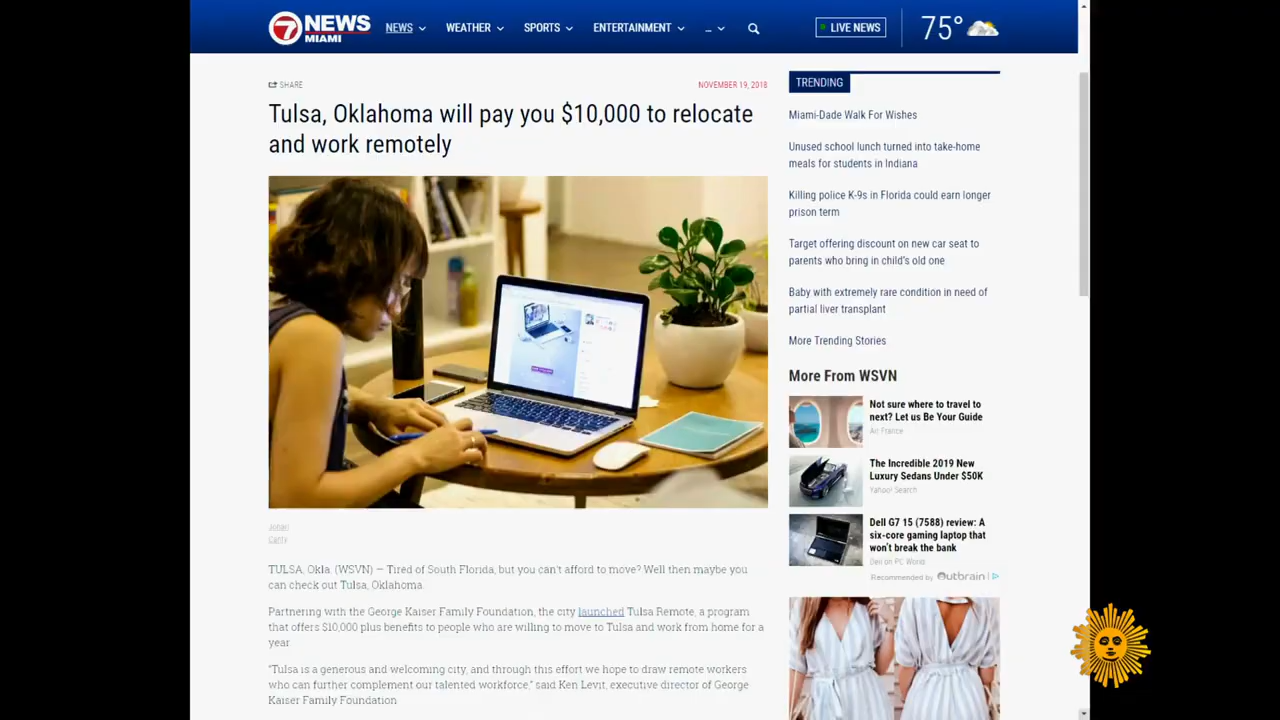 7 NEWS
MIAMI
NEWS
WEATHER
SPORTS
ENTERTAINMENT
...
LIVE NEWS
75°
SHARE
NOVEMBER 19, 2018
Tulsa, Oklahoma will pay you $10,000 to relocate
and work remotely
Johari
Canty
TULSA, Okla. (WSVN) — Tired of South Florida, but you can't afford to move? Well then maybe you
can check out Tulsa, Oklahoma.
Partnering with the George Kaiser Family Foundation, the city launched Tulsa Remote, a program
that offers $10,000 plus benefits to people who are willing to move to Tulsa and work from home for a
year.
"Tulsa is a generous and welcoming city, and through this effort we hope to draw remote workers
who can further complement our talented workforce," said Ken Levit, executive director of George
Kaiser Family Foundation.
TRENDING
Miami-Dade Walk For Wishes
Unused school lunch turned into take-home
meals for students in Indiana
Killing police K-9s in Florida could earn longer
prison term
Target offering discount on new car seat to
parents who bring in child's old one
Baby with extremely rare condition in need of
partial liver transplant
More Trending Stories
More From WSVN
Not sure where to travel to
next? Let us Be Your Guide
Air France
The Incredible 2019 New
Luxury Sedans Under $50K
Yahoo! Search
Dell G7 15 (7588) review: A
six-core gaming laptop that
won't break the bank
Dell on PC World
Recommended by Outbrain